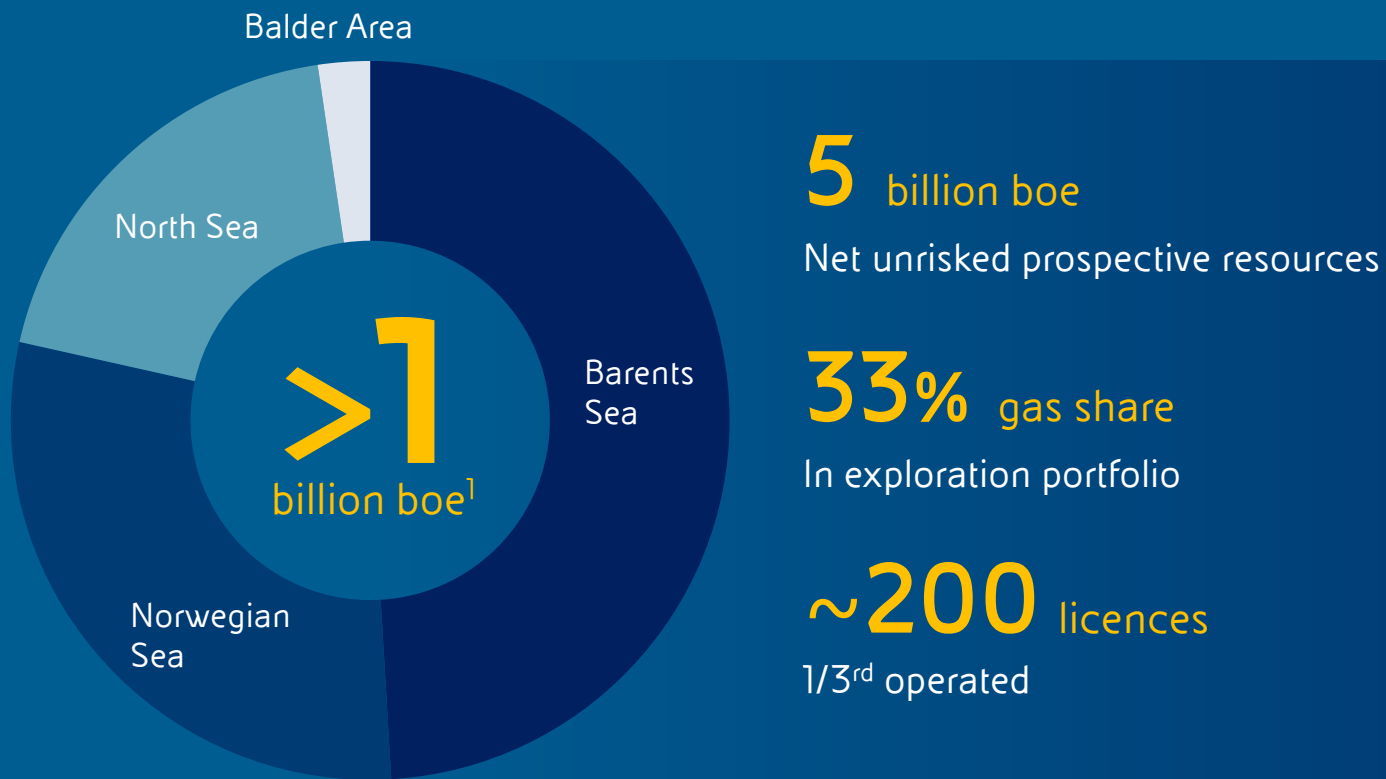 Balder Area
North Sea
Barents
Sea
>1
billion boe¹
Norwegian
Sea
5 billion boe
Net unrisked prospective resources
33% gas share
In exploration portfolio
~200 licences
1/3ʳᵈ operated